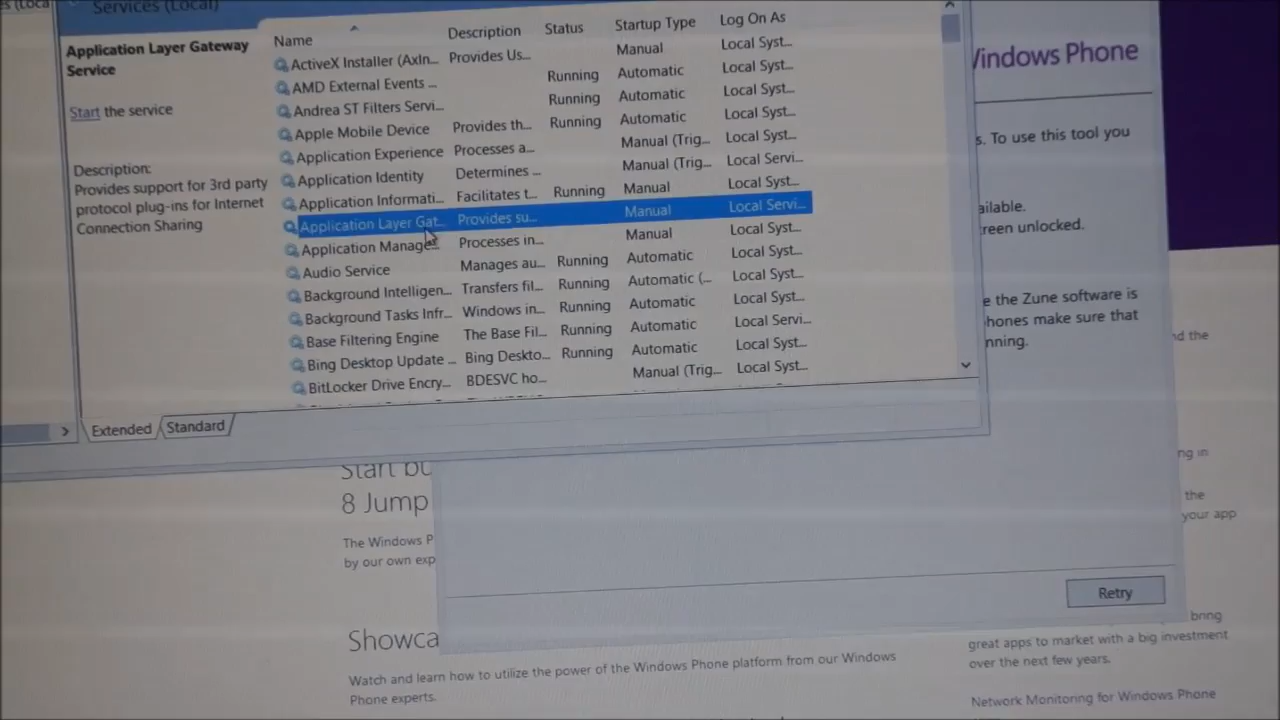 Services (Local)
Application Layer Gateway
Service
Start the service
Description:
Provides support for 3rd party
protocol plug-ins for Internet
Connection Sharing
Name Description Status Startup Type Log On As
ActiveX Installer (AxIn... Provides Us... Manual Local Syst...
AMD External Events ... Running Automatic Local Syst...
Andrea ST Filters Servi... Running Automatic Local Syst...
Apple Mobile Device Provides th... Running Automatic Local Syst...
Application Experience Processes a... Manual (Trig... Local Syst...
Application Identity Determines ... Manual (Trig... Local Servi...
Application Informati... Facilitates t... Running Manual Local Syst...
Application Layer Gat... Provides su... Manual Local Servi...
Application Manage... Processes in... Manual Local Syst...
Audio Service Manages au... Running Automatic Local Syst...
Background Intelligen... Transfers fil... Running Automatic (... Local Syst...
Background Tasks Infr... Windows in... Running Automatic Local Syst...
Base Filtering Engine The Base Fil... Running Automatic Local Servi...
Bing Desktop Update ... Bing Deskto... Running Automatic Local Syst...
BitLocker Drive Encry... BDESVC ho... Manual (Trig... Local Syst...
Extended Standard
Windows Phone
s. To use this tool you
ailable.
reen unlocked.
e the Zune software is
hones make sure that
nning.
nd the
Start bu
8 Jump
The Windows P
by our own exp
ng in
the
your app
Retry
Showca
Watch and learn how to utilize the power of the Windows Phone platform from our Windows
Phone experts.
bring
great apps to market with a big investment
over the next few years.
Network Monitoring for Windows Phone